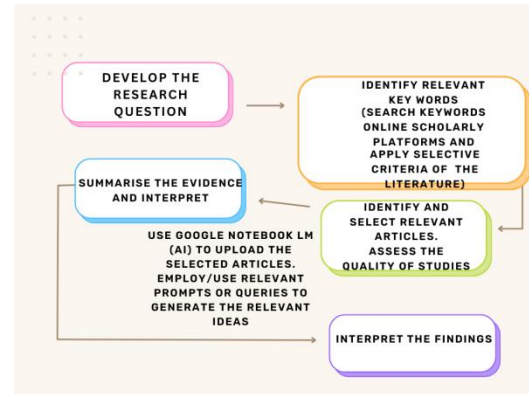 DEVELOP THE
RESEARCH
QUESTION
IDENTIFY RELEVANT
KEY WORDS
(SEARCH KEYWORDS
ONLINE SCHOLARLY
PLATFORMS AND
APPLY SELECTIVE
CRITERIA OF THE
LITERATURE)
IDENTIFY AND
SELECT RELEVANT
ARTICLES.
ASSESS THE
QUALITY OF STUDIES
SUMMARISE THE EVIDENCE
AND INTERPRET
USE GOOGLE NOTEBOOK LM
(AI) TO UPLOAD THE
SELECTED ARTICLES.
EMPLOY/USE RELEVANT
PROMPTS OR QUERIES TO
GENERATE THE RELEVANT
IDEAS
INTERPRET THE FINDINGS